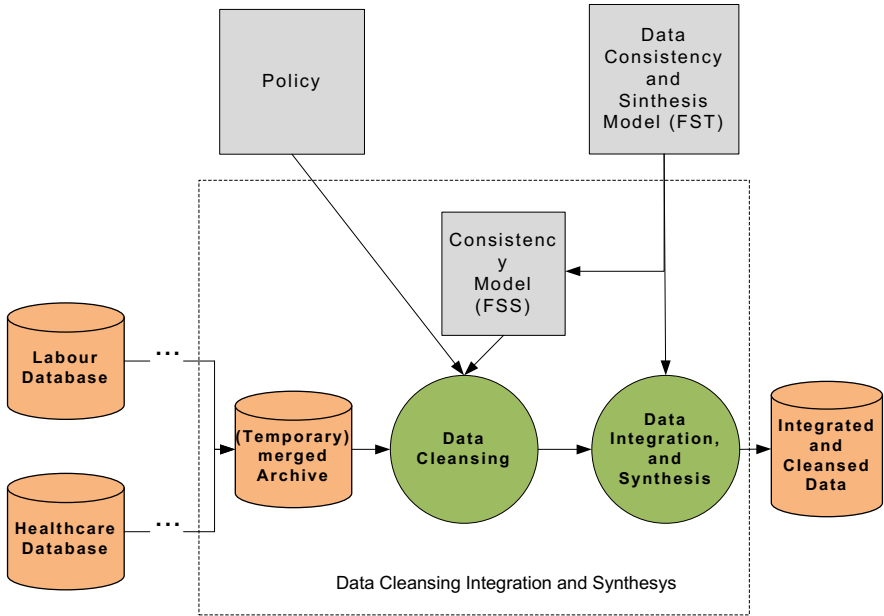 Policy
Data
Consistency
and
Sinthesis
Model (FST)
Consistenc
y
Model
(FSS)
Labour
Database
...
(Temporary)
merged
Archive
Data
Cleansing
Data
Integration,
and
Synthesis
Integrated
and
Cleansed
Data
Healthcare
Database
...
Data Cleansing Integration and Synthesys